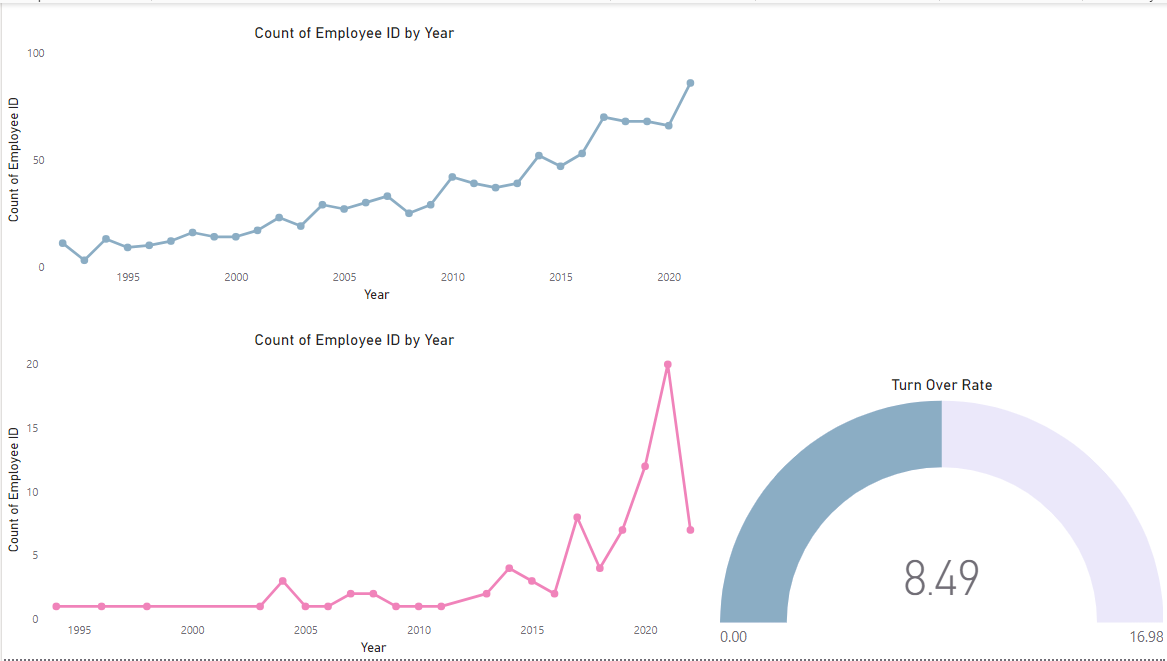 Count of Employee ID by Year
100
50
0
Count of Employee ID
1995 2000 2005 2010 2015 2020
Year
Count of Employee ID by Year
20
15
10
5
0
Count of Employee ID
1995 2000 2005 2010 2015 2020
Year
Turn Over Rate
8.49
0.00 16.98